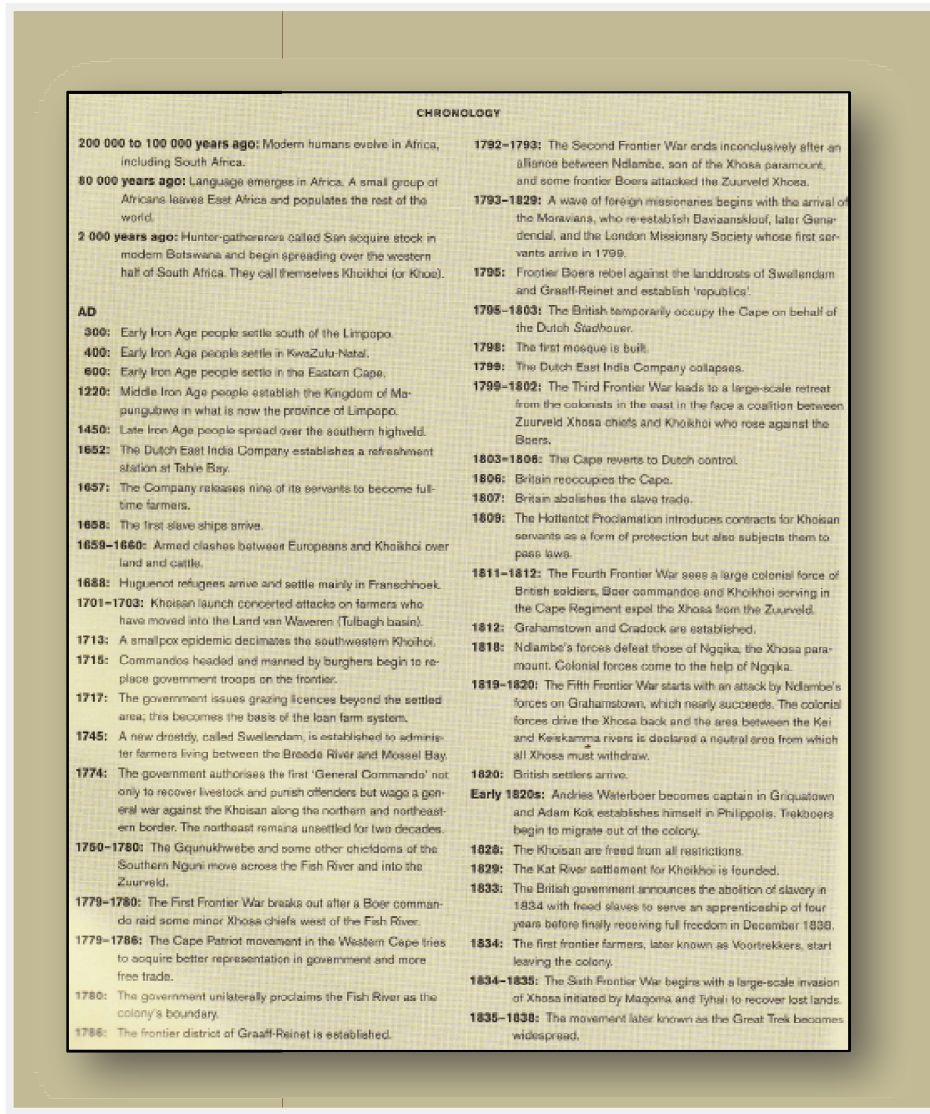 CHRONOLOGY
200 000 to 100 000 years ago: Modern humans evolve in Africa,
including South Africa.
80 000 years ago: Language emerges in Africa. A small group of
Africans leaves East Africa and populates the rest of the
world.
2 000 years ago: Hunter-gathererers called San acquire stock in
modern Botswana and begin spreading over the western
half of South Africa. They call themselves Khoikhoi (or Khoe).
AD
300: Early Iron Age people settle south of the Limpopo.
400: Early Iron Age people settle in KwaZulu-Natal.
600: Early Iron Age people settle in the Eastern Cape.
1220: Middle Iron Age people establish the Kingdom of Ma-
pungubwe in what is now the province of Limpopo.
1450: Late Iron Age people spread over the southern highveld.
1652: The Dutch East India Company establishes a refreshment
station at Table Bay.
1657: The Company releases nine of its servants to become full-
time farmers.
1658: The first slave ships arrive.
1659–1660: Armed clashes between Europeans and Khoikhoi over
land and cattle.
1688: Huguenot refugees arrive and settle mainly in Franschhoek.
1701–1703: Khoisan launch concerted attacks on farmers who
have moved into the Land van Waveren (Tulbagh basin).
1713: A smallpox epidemic decimates the southwestern Khoihoi.
1715: Commandos headed and manned by burghers begin to re-
place government troops on the frontier.
1717: The government issues grazing licences beyond the settled
area; this becomes the basis of the loan farm system.
1745: A new drostdy, called Swellendam, is established to adminis-
ter farmers living between the Breede River and Mossel Bay.
1774: The government authorises the first 'General Commando' not
only to recover livestock and punish offenders but wage a gen-
eral war against the Khoisan along the northern and northeast-
ern border. The northeast remains unsettled for two decades.
1750–1780: The Gqunukhwebe and some other chiefdoms of the
Southern Nguni move across the Fish River and into the
Zuurveld.
1779–1780: The First Frontier War breaks out after a Boer comman-
do raid some minor Xhosa chiefs west of the Fish River.
1779–1786: The Cape Patriot movement in the Western Cape tries
to acquire better representation in government and more
free trade.
1780: The government unilaterally proclaims the Fish River as the
colony's boundary.
1786: The frontier district of Graaff-Reinet is established.
1792–1793: The Second Frontier War ends inconclusively after an
alliance between Ndlambe, son of the Xhosa paramount,
and some frontier Boers attacked the Zuurveld Xhosa.
1793–1829: A wave of foreign missionaries begins with the arrival of
the Moravians, who re-establish Baviaanskloof, later Gena-
dendal, and the London Missionary Society whose first ser-
vants arrive in 1799.
1795: Frontier Boers rebel against the landdrosts of Swellendam
and Graaff-Reinet and establish 'republics'.
1795–1803: The British temporarily occupy the Cape on behalf of
the Dutch Stadhouer.
1798: The first mosque is built.
1799: The Dutch East India Company collapses.
1799–1802: The Third Frontier War leads to a large-scale retreat
from the colonists in the east in the face a coalition between
Zuurveld Xhosa chiefs and Khoikhoi who rose against the
Boers.
1803–1806: The Cape reverts to Dutch control.
1806: Britain reoccupies the Cape.
1807: Britain abolishes the slave trade.
1809: The Hottentot Proclamation introduces contracts for Khoisan
servants as a form of protection but also subjects them to
pass laws.
1811–1812: The Fourth Frontier War sees a large colonial force of
British soldiers, Boer commandos and Khoikhoi serving in
the Cape Regiment expel the Xhosa from the Zuurveld.
1812: Grahamstown and Cradock are established.
1818: Ndlambe's forces defeat those of Ngqika, the Xhosa para-
mount. Colonial forces come to the help of Ngqika.
1819–1820: The Fifth Frontier War starts with an attack by Ndlambe's
forces on Grahamstown, which nearly succeeds. The colonial
forces drive the Xhosa back and the area between the Kei
and Keiskamma rivers is declared a neutral area from which
all Xhosa must withdraw.
1820: British settlers arrive.
Early 1820s: Andries Waterboer becomes captain in Griquatown
and Adam Kok establishes himself in Philippolis. Trekboers
begin to migrate out of the colony.
1828: The Khoisan are freed from all restrictions.
1829: The Kat River settlement for Khoikhoi is founded.
1833: The British government announces the abolition of slavery in
1834 with freed slaves to serve an apprenticeship of four
years before finally receiving full freedom in December 1838.
1834: The first frontier farmers, later known as Voortrekkers, start
leaving the colony.
1834–1835: The Sixth Frontier War begins with a large-scale invasion
of Xhosa initiated by Maqoma and Tyhali to recover lost lands.
1835–1838: The movement later known as the Great Trek becomes
widespread.